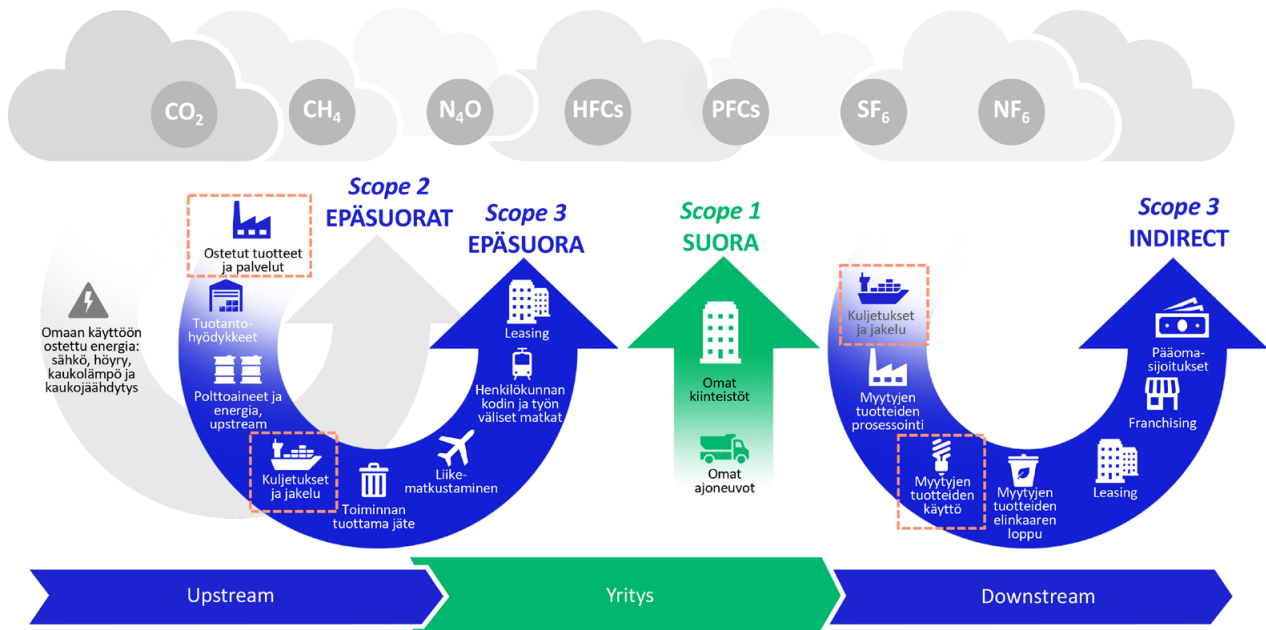 CO₂
CH₄
N₄O
HFCs
PFCs
SF₆
NF₆
Scope 2
EPÄSUORAT
Scope 3
EPÄSUORA
Scope 1
SUORA
Scope 3
INDIRECT
Omaan käyttöön
ostettu energia:
sähkö, höyry,
kaukolämpö ja
kaukojäähdytys
Ostetut tuotteet
ja palvelut
Tuotanto-
hyödykkeet
Polttoaineet ja
energia,
upstream
Kuljetukset
ja jakelu
Toiminnan
tuottama jäte
Liike-
matkustaminen
Henkilökunnan
kodin ja työn
väliset matkat
Leasing
Omat
kiinteistöt
Omat
ajoneuvot
Kuljetukset
ja jakelu
Myytyjen
tuotteiden
prosessointi
Myytyjen
tuotteiden
käyttö
Myytyjen
tuotteiden
elinkaaren
loppu
Leasing
Franchising
Pääoma-
sijoitukset
Upstream
Yritys
Downstream